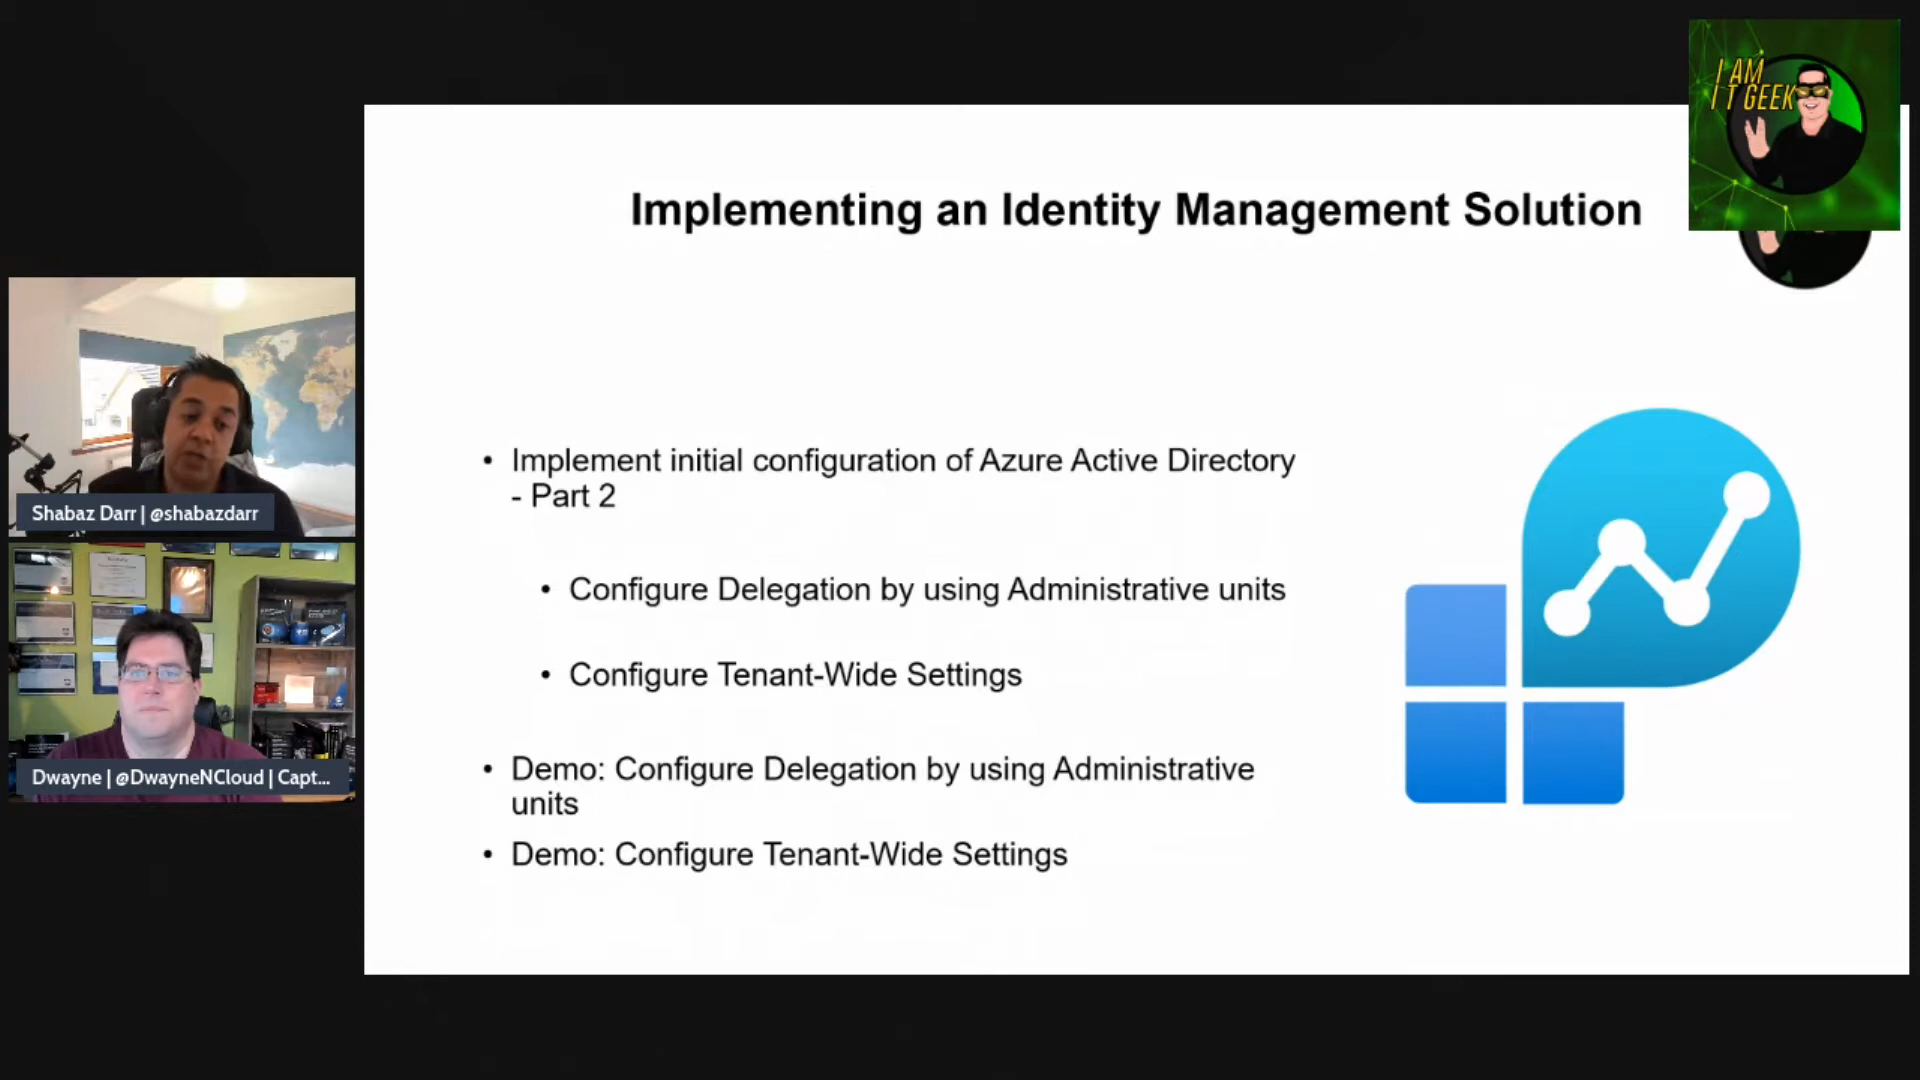 I AM
I T GEEK
Implementing an Identity Management Solution
• Implement initial configuration of Azure Active Directory
- Part 2
• Configure Delegation by using Administrative units
• Configure Tenant-Wide Settings
• Demo: Configure Delegation by using Administrative
units
• Demo: Configure Tenant-Wide Settings
Shabaz Darr | @shabazdarr
Dwayne | @DwayneNCloud | Capt...